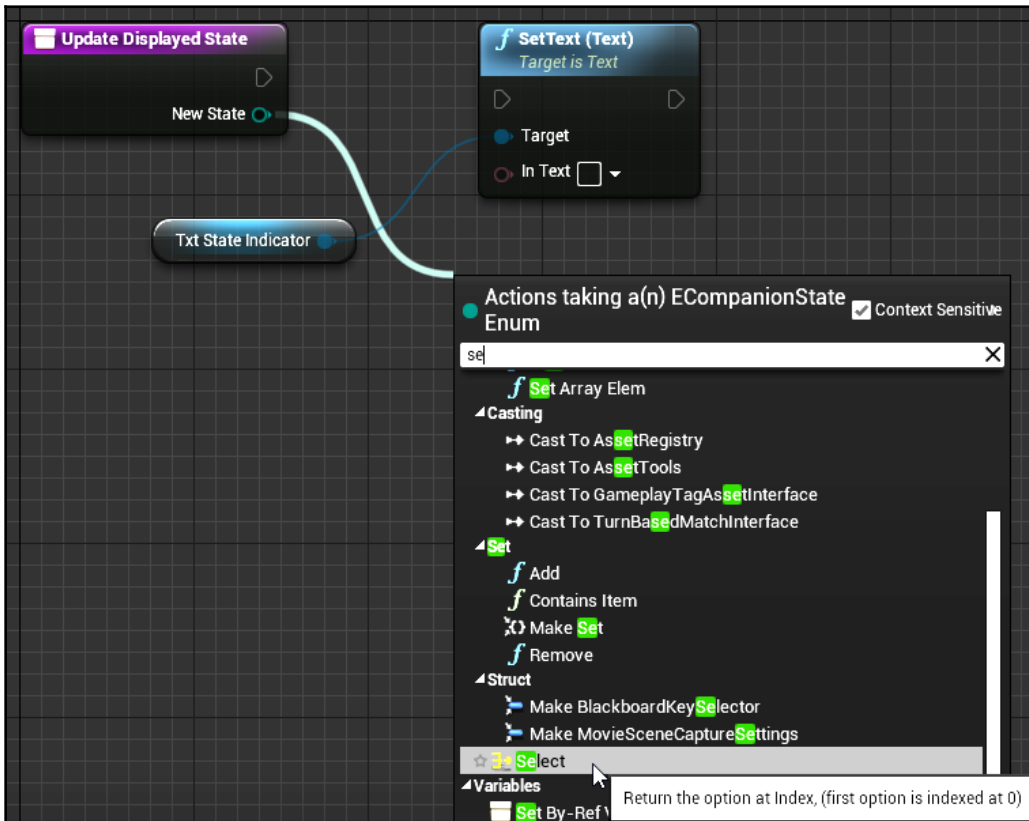 Update Displayed State
New State
SetText (Text)
Target is Text
Target
In Text
Txt State Indicator
Actions taking a(n) ECompanionState
Enum
Context Sensitive
se
Set Array Elem
Casting
Cast To AssetRegistry
Cast To AssetTools
Cast To GameplayTagAssetInterface
Cast To TurnBasedMatchInterface
Set
Add
Contains Item
Make Set
Remove
Struct
Make BlackboardKeySelector
Make MovieSceneCaptureSettings
Select
Return the option at Index, (first option is indexed at 0)
Variables
Set By-Ref